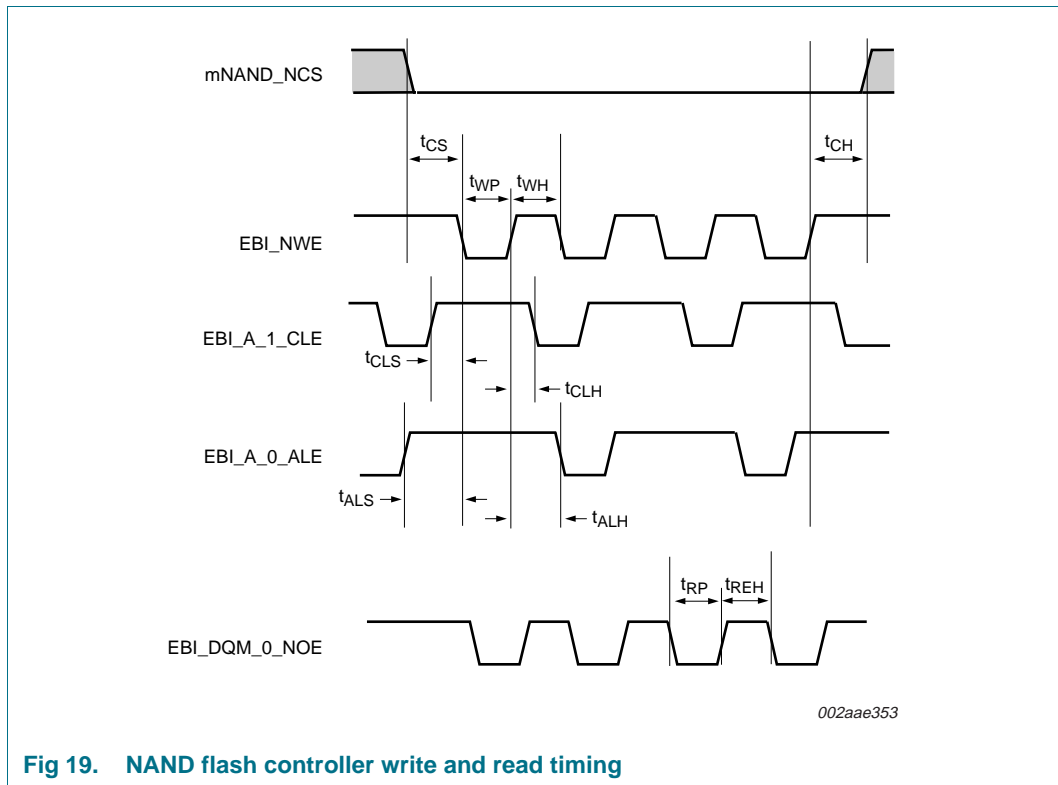 mNAND_NCS
tCS
tCH
tWP
tWH
EBI_NWE
EBI_A_1_CLE
tCLS
tCLH
EBI_A_0_ALE
tALS
tALH
tRP
tREH
EBI_DQM_0_NOE
002aae353
Fig 19. NAND flash controller write and read timing